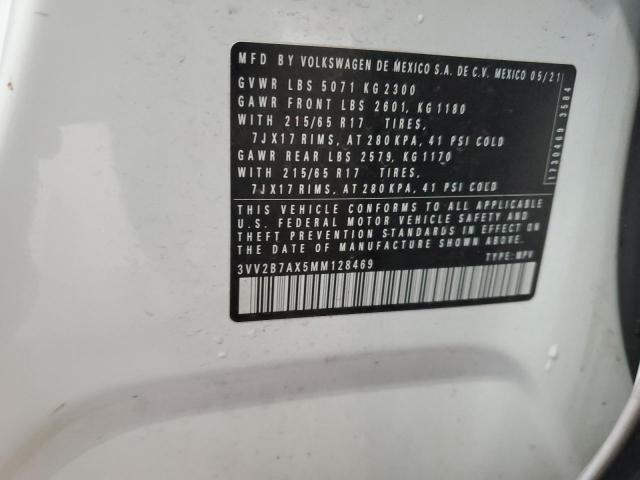 MFD BY VOLKSWAGEN DE MEXICO S.A. DE C.V. MEXICO 05/21
GVWR LBS 5071 KG 2300
GAWR FRONT LBS 2601, KG 1180
WITH 215/65 R17 TIRES,
7JX17 RIMS, AT 280 KPA, 41 PSI COLD
GAWR REAR LBS 2579, KG 1170
WITH 215/65 R17 TIRES,
7JX17 RIMS, AT 280 KPA, 41 PSI COLD
THIS VEHICLE CONFORMS TO ALL APPLICABLE
U.S. FEDERAL MOTOR VEHICLE SAFETY AND
THEFT PREVENTION STANDARDS IN EFFECT ON
THE DATE OF MANUFACTURE SHOWN ABOVE.
3VV2B7AX5MM128469 TYPE: MPV
1230469 3584